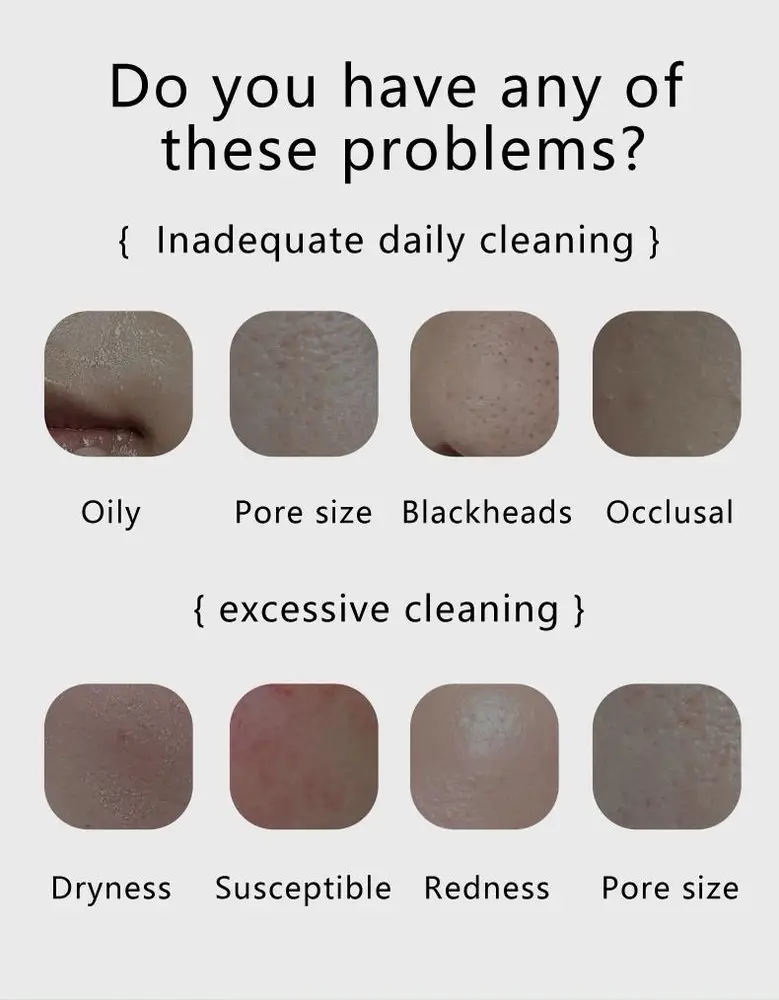 Do you have any of
these problems?
{ Inadequate daily cleaning }
Oily Pore size Blackheads Occlusal
{ excessive cleaning }
Dryness Susceptible Redness Pore size